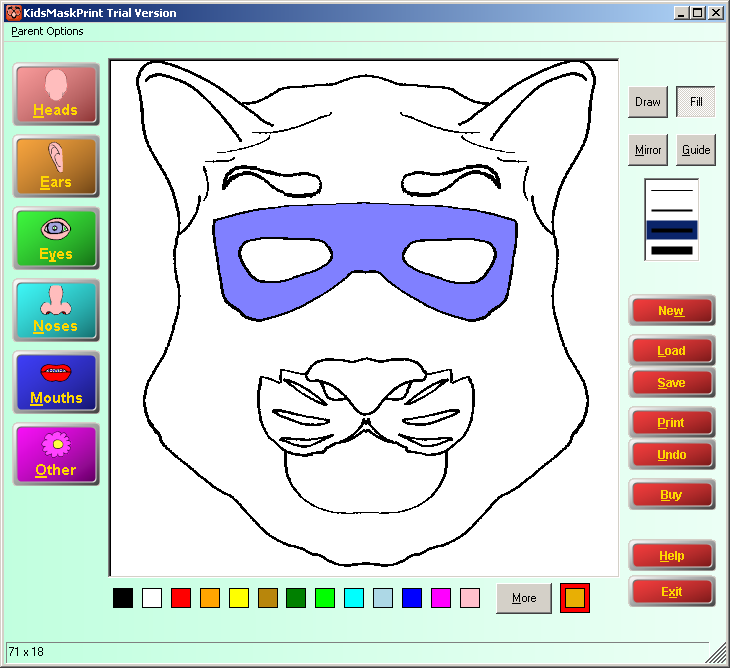 KidsMaskPrint Trial Version
Parent Options
Heads
Ears
Eyes
Noses
Mouths
Other
Draw
Fill
Mirror
Guide
New
Load
Save
Print
Undo
Buy
Help
Exit
More
71 x 18